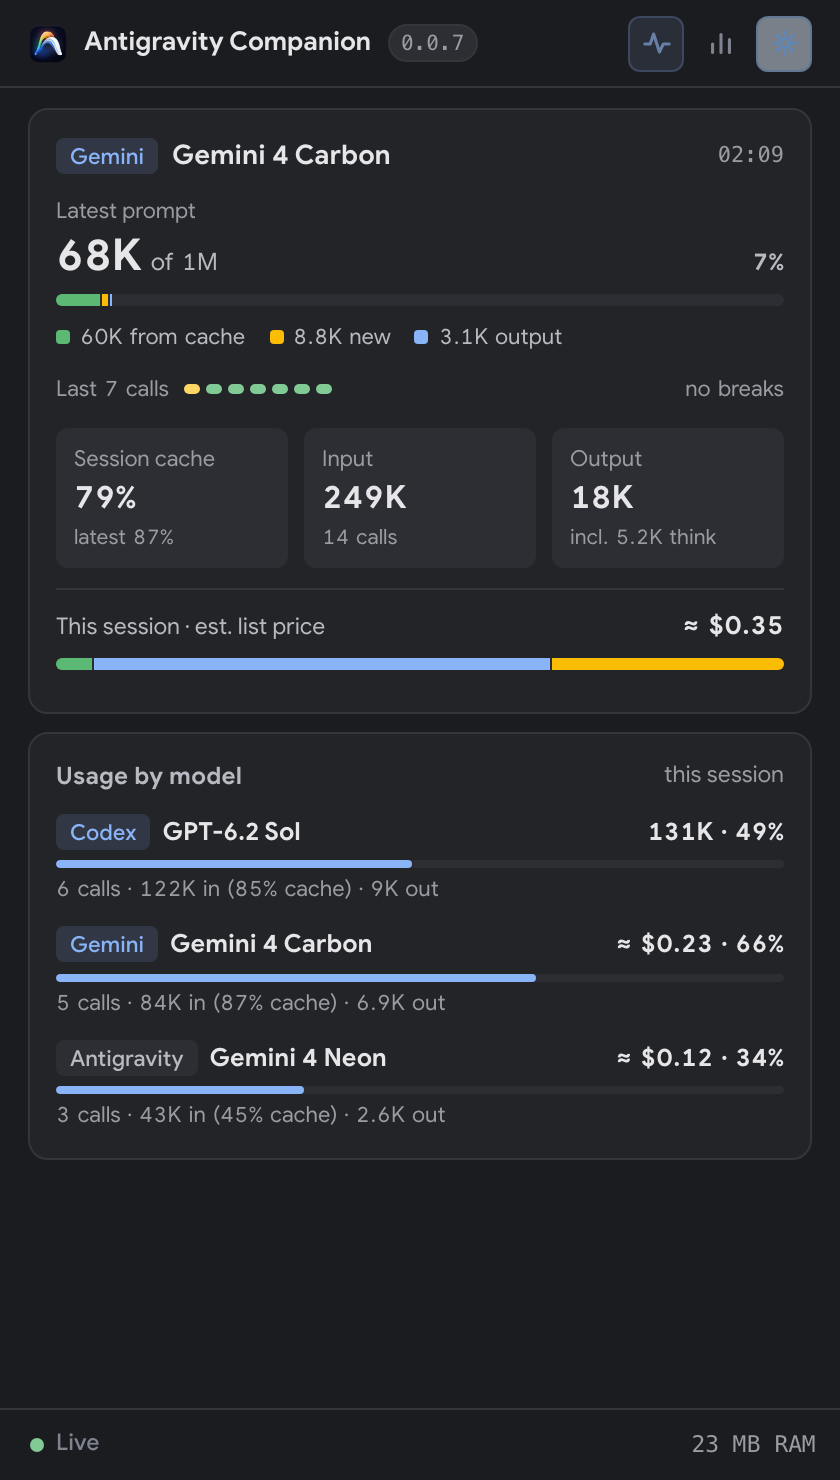 Antigravity Companion 0.0.7
Gemini Gemini 4 Carbon 02:09
Latest prompt
68K of 1M 7%
60K from cache 8.8K new 3.1K output
Last 7 calls no breaks
Session cache Input Output
79% 249K 18K
latest 87% 14 calls incl. 5.2K think
This session · est. list price ≈ $0.35
Usage by model this session
Codex GPT-6.2 Sol 131K · 49%
6 calls · 122K in (85% cache) · 9K out
Gemini Gemini 4 Carbon ≈ $0.23 · 66%
5 calls · 84K in (87% cache) · 6.9K out
Antigravity Gemini 4 Neon ≈ $0.12 · 34%
3 calls · 43K in (45% cache) · 2.6K out
Live 23 MB RAM